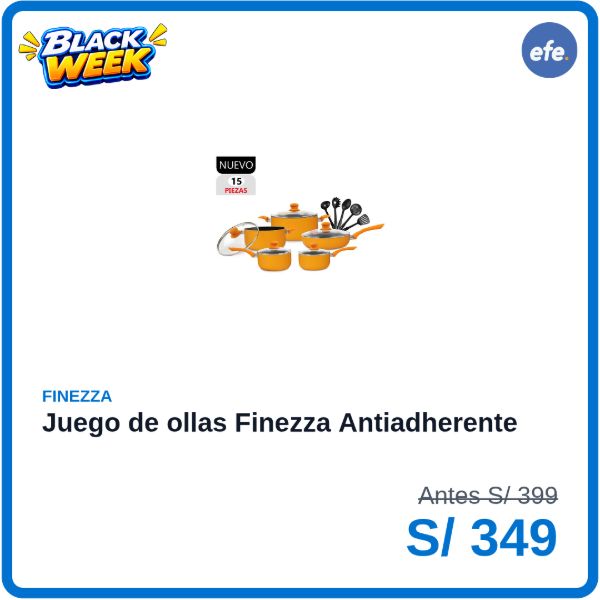 BLACK
WEEK
efe.
NUEVO
15
PIEZAS
FINEZZA
Juego de ollas Finezza Antiadherente
Antes S/ 399
S/ 349